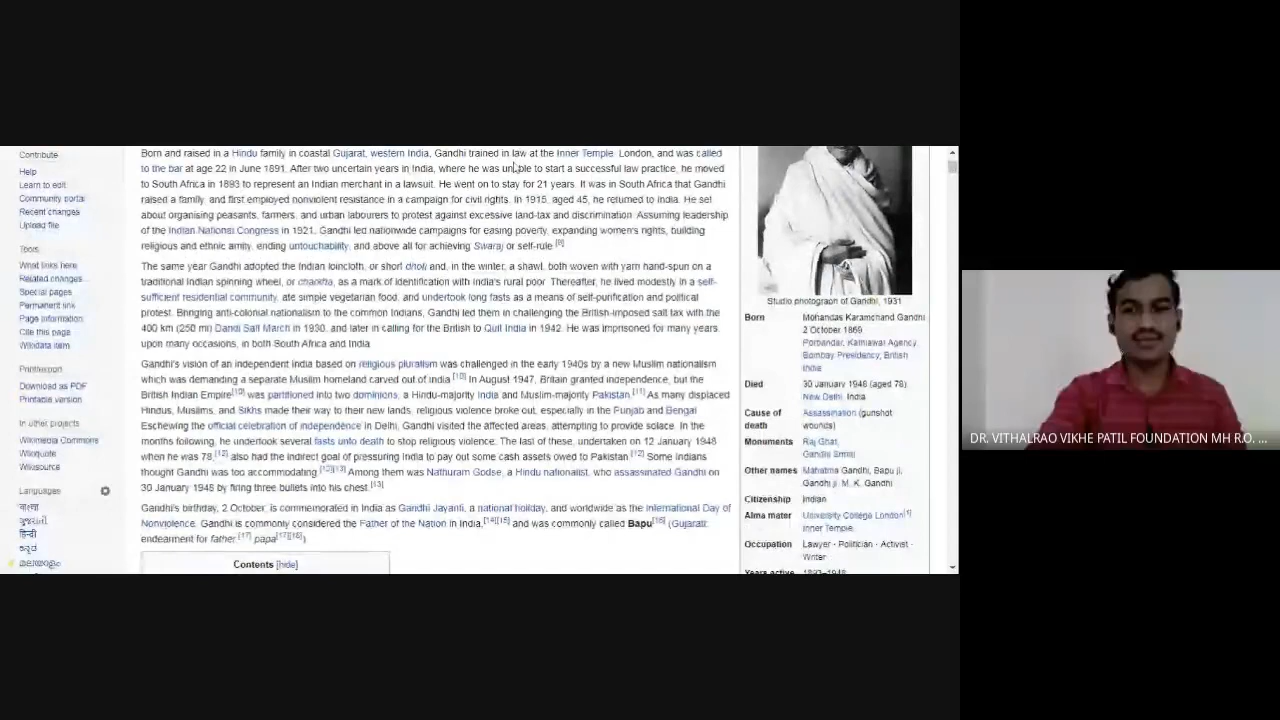 Contribute
Help
Learn to edit
Community portal
Recent changes
Upload file
Tools
What links here
Related changes
Special pages
Permanent link
Page information
Cite this page
Wikidata item
Print/export
Download as PDF
Printable version
In other projects
Wikimedia Commons
Wikiquote
Wikisource
Languages
বাংলা
ગુજરાતી
हिन्दी
ಕನ್ನಡ
മലയാളം
Born and raised in a Hindu family in coastal Gujarat, western India, Gandhi trained in law at the Inner Temple, London, and was called
to the bar at age 22 in June 1891. After two uncertain years in India, where he was unable to start a successful law practice, he moved
to South Africa in 1893 to represent an Indian merchant in a lawsuit. He went on to stay for 21 years. It was in South Africa that Gandhi
raised a family, and first employed nonviolent resistance in a campaign for civil rights. In 1915, aged 45, he returned to India. He set
about organising peasants, farmers, and urban labourers to protest against excessive land-tax and discrimination. Assuming leadership
of the Indian National Congress in 1921, Gandhi led nationwide campaigns for easing poverty, expanding women's rights, building
religious and ethnic amity, ending untouchability, and above all for achieving Swaraj or self-rule.[9]
The same year Gandhi adopted the Indian loincloth, or short dhoti and, in the winter, a shawl, both woven with yarn hand-spun on a
traditional Indian spinning wheel, or charkha, as a mark of identification with India's rural poor. Thereafter, he lived modestly in a self-
sufficient residential community, ate simple vegetarian food, and undertook long fasts as a means of self-purification and political
protest. Bringing anti-colonial nationalism to the common Indians, Gandhi led them in challenging the British-imposed salt tax with the
400 km (250 mi) Dandi Salt March in 1930, and later in calling for the British to Quit India in 1942. He was imprisoned for many years,
upon many occasions, in both South Africa and India.
Gandhi's vision of an independent India based on religious pluralism was challenged in the early 1940s by a new Muslim nationalism
which was demanding a separate Muslim homeland carved out of India.[10] In August 1947, Britain granted independence, but the
British Indian Empire[10] was partitioned into two dominions, a Hindu-majority India and Muslim-majority Pakistan.[11] As many displaced
Hindus, Muslims, and Sikhs made their way to their new lands, religious violence broke out, especially in the Punjab and Bengal.
Eschewing the official celebration of independence in Delhi, Gandhi visited the affected areas, attempting to provide solace. In the
months following, he undertook several fasts unto death to stop religious violence. The last of these, undertaken on 12 January 1948
when he was 78,[12] also had the indirect goal of pressuring India to pay out some cash assets owed to Pakistan.[12] Some Indians
thought Gandhi was too accommodating.[12][13] Among them was Nathuram Godse, a Hindu nationalist, who assassinated Gandhi on
30 January 1948 by firing three bullets into his chest.[13]
Gandhi's birthday, 2 October, is commemorated in India as Gandhi Jayanti, a national holiday, and worldwide as the International Day of
Nonviolence. Gandhi is commonly considered the Father of the Nation in India,[14][15] and was commonly called Bapu[16] (Gujarati:
endearment for father,[17] papa[17][18])
Contents [hide]
Studio photograph of Gandhi, 1931
Born Mohandas Karamchand Gandhi
2 October 1869
Porbandar, Kathiawar Agency,
Bombay Presidency, British
India
Died 30 January 1948 (aged 78)
New Delhi, India
Cause of death Assassination (gunshot
wounds)
Monuments Raj Ghat,
Gandhi Smriti
Other names Mahatma Gandhi, Bapu ji,
Gandhi ji, M. K. Gandhi
Citizenship Indian
Alma mater University College London[1]
Inner Temple
Occupation Lawyer · Politician · Activist ·
Writer
Years active 1893–1948
DR. VITHALRAO VIKHE PATIL FOUNDATION MH R.O. ...